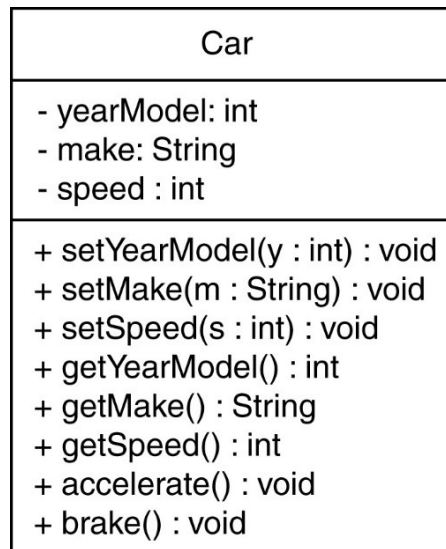 Car
- yearModel: int
- make: String
- speed : int
+ setYearModel(y : int) : void
+ setMake(m : String) : void
+ setSpeed(s : int) : void
+ getYearModel() : int
+ getMake() : String
+ getSpeed() : int
+ accelerate() : void
+ brake() : void